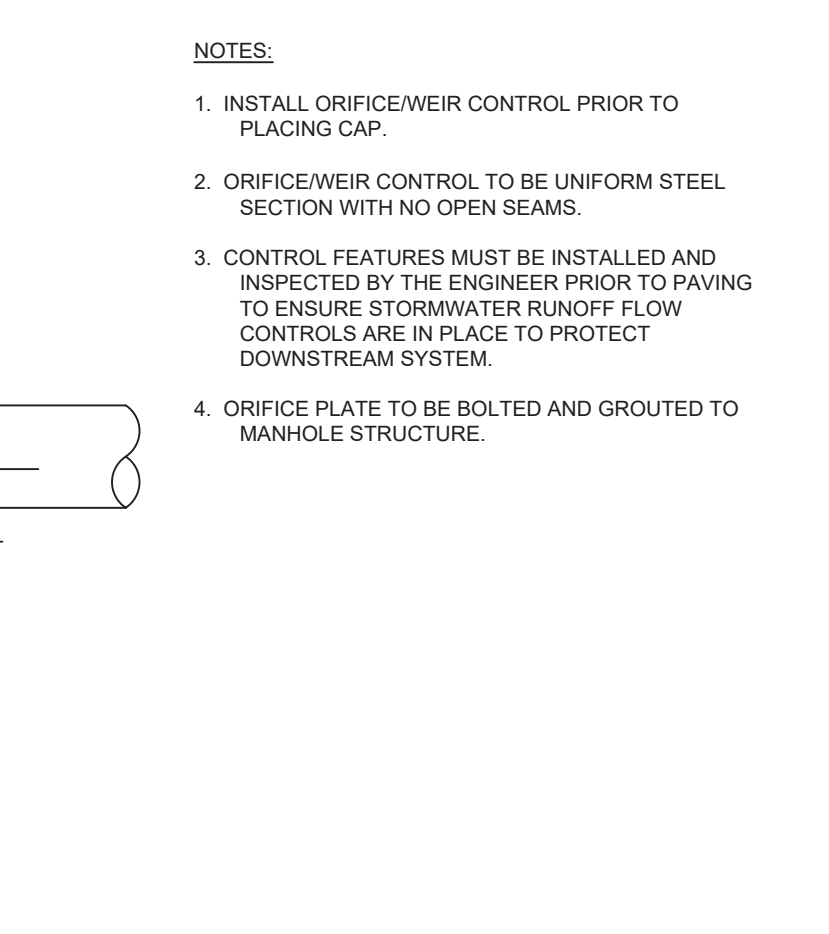 NOTES:
1. INSTALL ORIFICE/WEIR CONTROL PRIOR TO
PLACING CAP.
2. ORIFICE/WEIR CONTROL TO BE UNIFORM STEEL
SECTION WITH NO OPEN SEAMS.
3. CONTROL FEATURES MUST BE INSTALLED AND
INSPECTED BY THE ENGINEER PRIOR TO PAVING
TO ENSURE STORMWATER RUNOFF FLOW
CONTROLS ARE IN PLACE TO PROTECT
DOWNSTREAM SYSTEM.
4. ORIFICE PLATE TO BE BOLTED AND GROUTED TO
MANHOLE STRUCTURE.